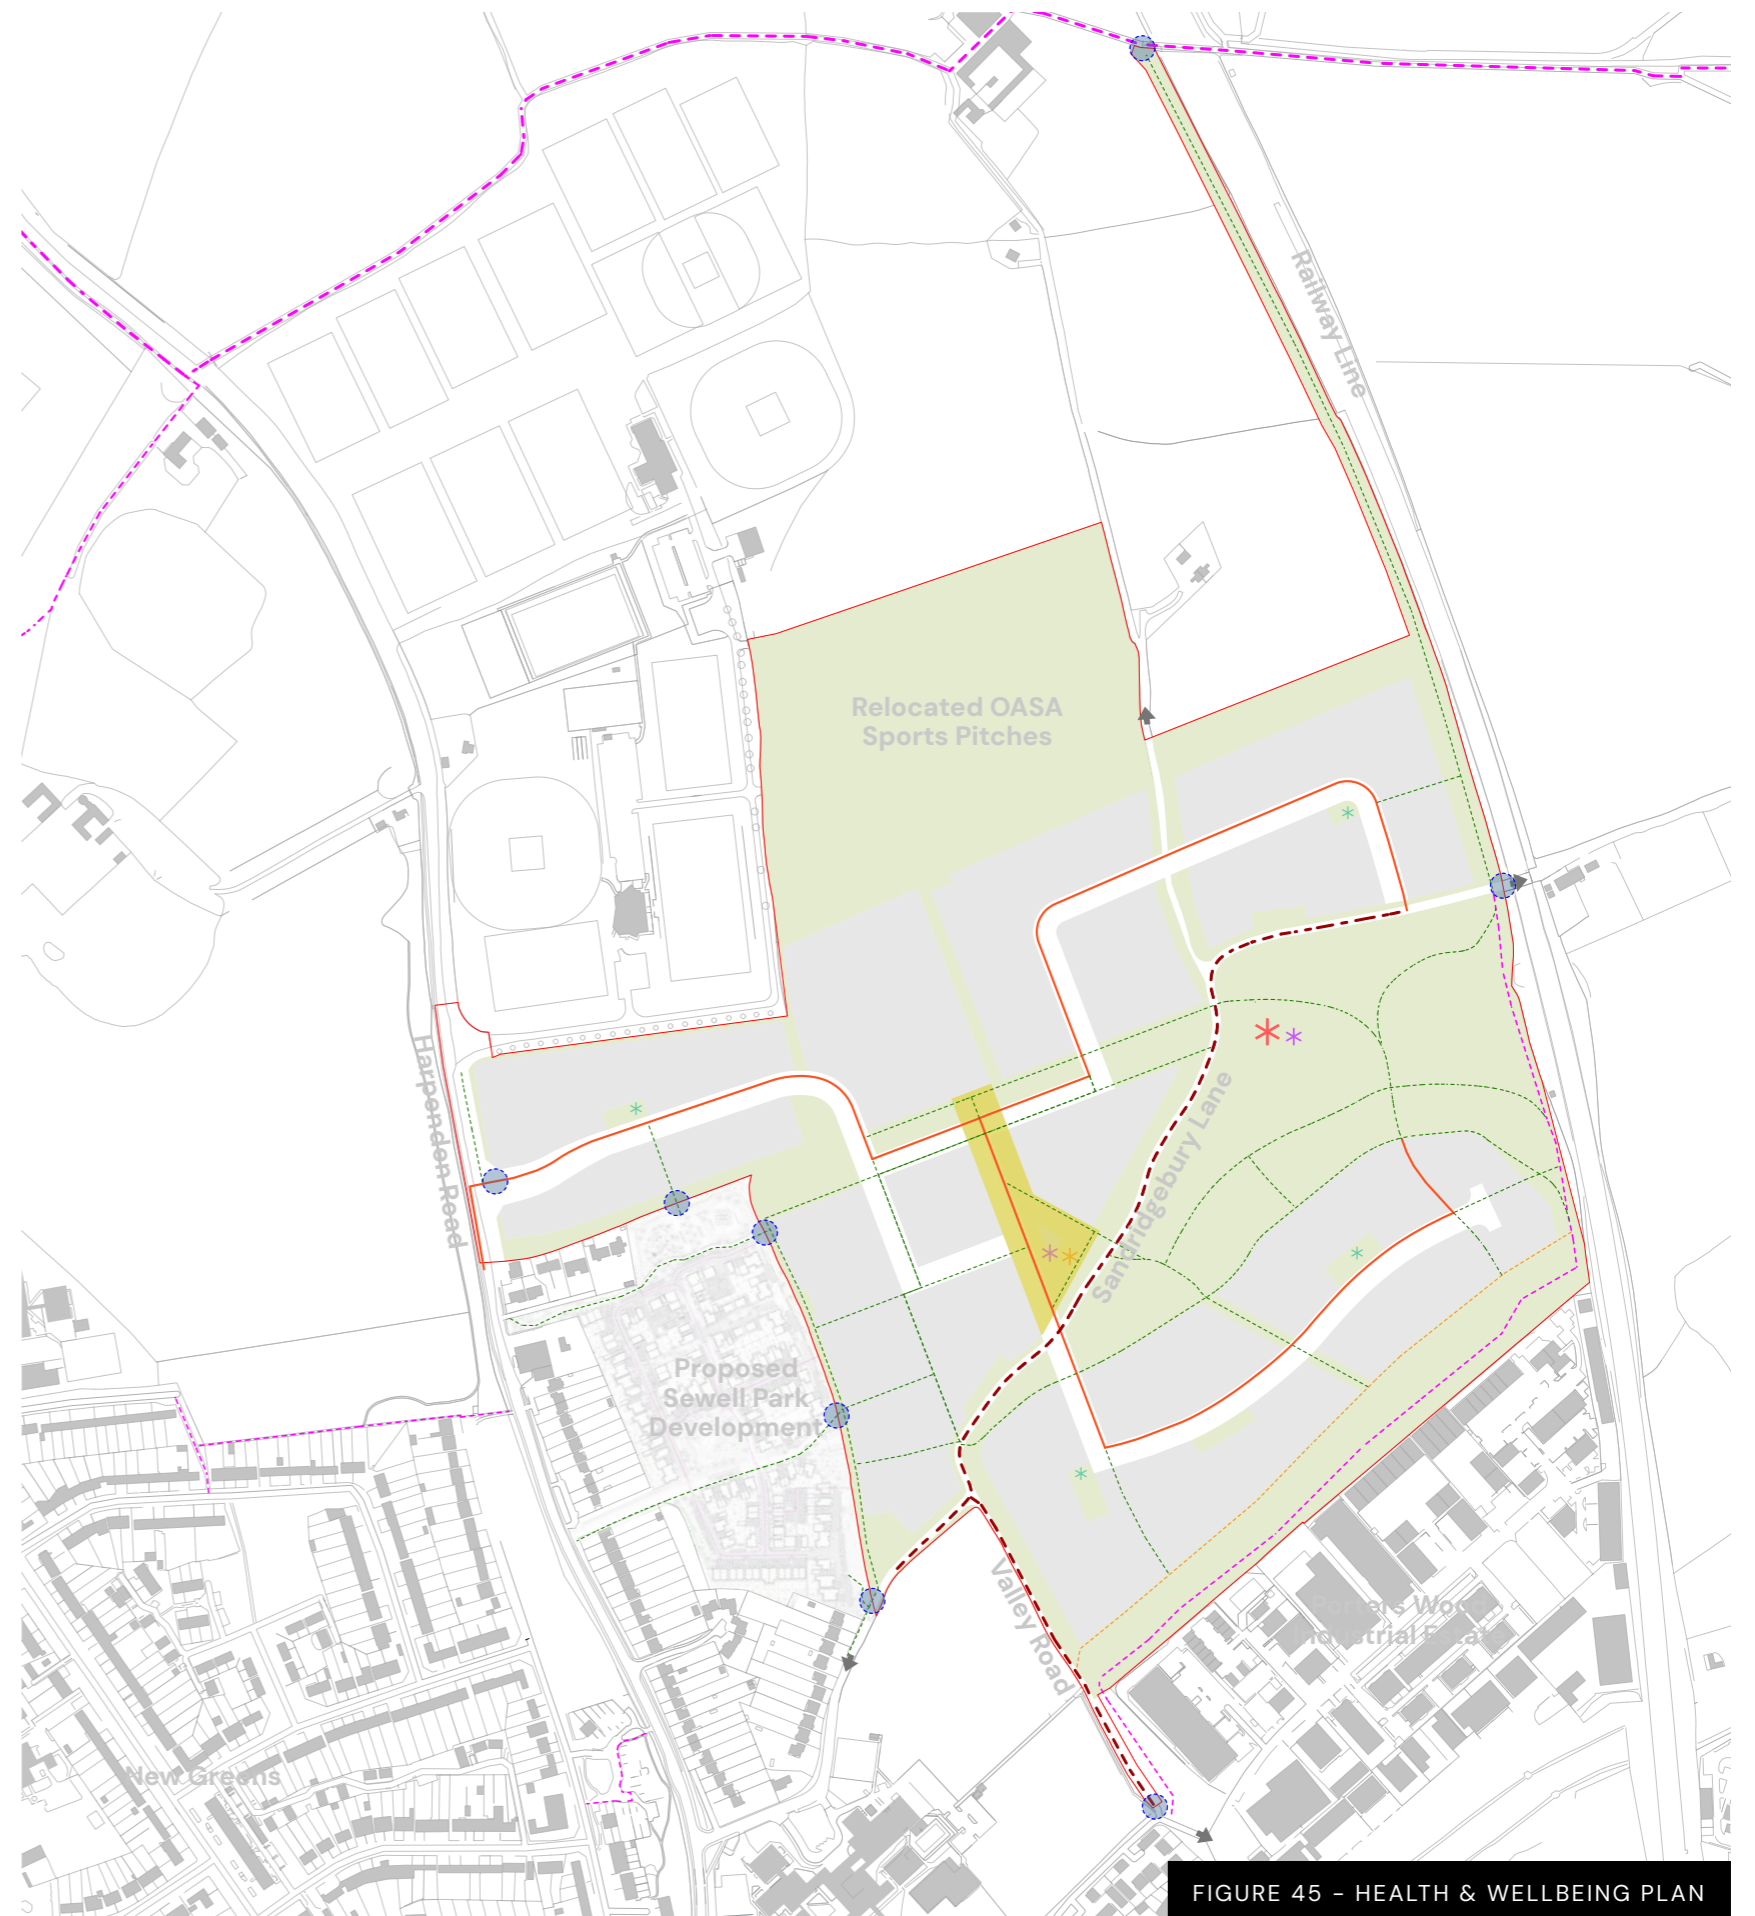 Railway Line
Relocated OASA
Sports Pitches
Harpenden Road
Sandridgebury Lane
Proposed
Sewell Park
Development
Valley Road
Porters Wood
Industrial Estate
New Greens
FIGURE 45 - HEALTH & WELLBEING PLAN